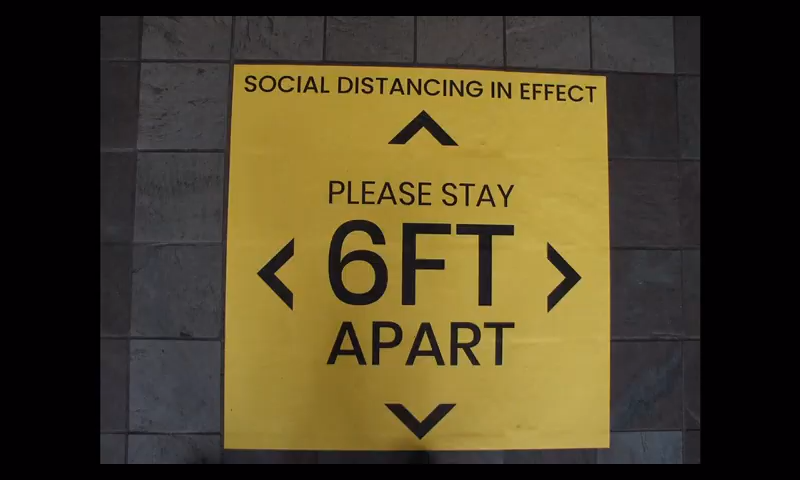 SOCIAL DISTANCING IN EFFECT
PLEASE STAY
6FT
APART